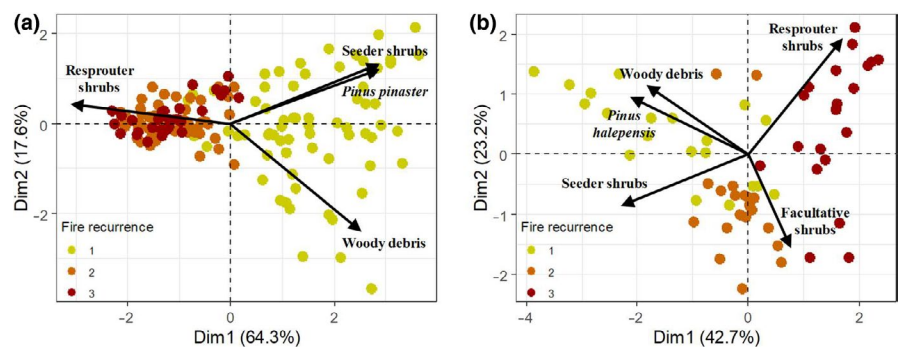 (a)
2
0
-2
Dim2 (17.6%)
Seeder shrubs
Pinus pinaster
Resprouter
shrubs
Woody debris
Fire recurrence
1
2
3
-2
0
2
Dim1 (64.3%)
(b)
2
1
0
-1
-2
Dim2 (23.2%)
Resprouter
shrubs
Woody debris
Pinus
halepensis
Seeder shrubs
Facultative
shrubs
Fire recurrence
1
2
3
-4
-2
0
2
Dim1 (42.7%)